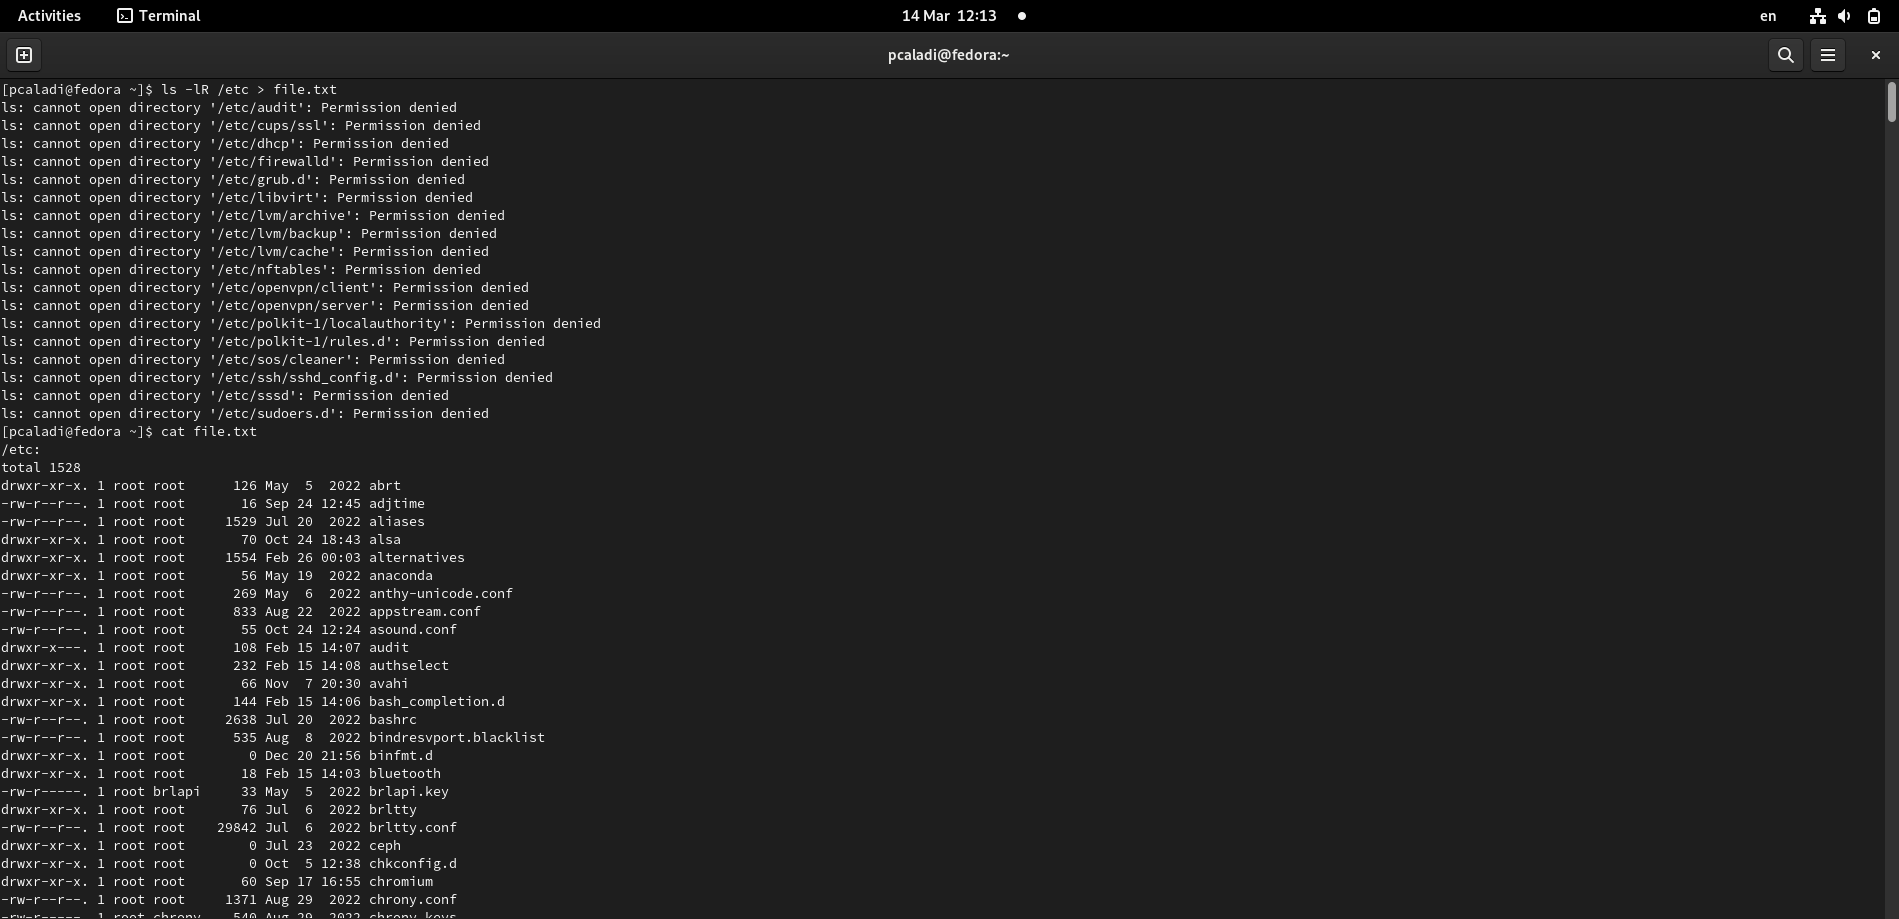 Activities Terminal 14 Mar 12:13 en
pcaladi@fedora:~
[pcaladi@fedora ~]$ ls -lR /etc > file.txt
ls: cannot open directory '/etc/audit': Permission denied
ls: cannot open directory '/etc/cups/ssl': Permission denied
ls: cannot open directory '/etc/dhcp': Permission denied
ls: cannot open directory '/etc/firewalld': Permission denied
ls: cannot open directory '/etc/grub.d': Permission denied
ls: cannot open directory '/etc/libvirt': Permission denied
ls: cannot open directory '/etc/lvm/archive': Permission denied
ls: cannot open directory '/etc/lvm/backup': Permission denied
ls: cannot open directory '/etc/lvm/cache': Permission denied
ls: cannot open directory '/etc/nftables': Permission denied
ls: cannot open directory '/etc/openvpn/client': Permission denied
ls: cannot open directory '/etc/openvpn/server': Permission denied
ls: cannot open directory '/etc/polkit-1/localauthority': Permission denied
ls: cannot open directory '/etc/polkit-1/rules.d': Permission denied
ls: cannot open directory '/etc/sos/cleaner': Permission denied
ls: cannot open directory '/etc/ssh/sshd_config.d': Permission denied
ls: cannot open directory '/etc/sssd': Permission denied
ls: cannot open directory '/etc/sudoers.d': Permission denied
[pcaladi@fedora ~]$ cat file.txt
/etc:
total 1528
drwxr-xr-x. 1 root root      126 May  5  2022 abrt
-rw-r--r--. 1 root root       16 Sep 24 12:45 adjtime
-rw-r--r--. 1 root root     1529 Jul 20  2022 aliases
drwxr-xr-x. 1 root root       70 Oct 24 18:43 alsa
drwxr-xr-x. 1 root root     1554 Feb 26 00:03 alternatives
drwxr-xr-x. 1 root root       56 May 19  2022 anaconda
-rw-r--r--. 1 root root      269 May  6  2022 anthy-unicode.conf
-rw-r--r--. 1 root root      833 Aug 22  2022 appstream.conf
-rw-r--r--. 1 root root       55 Oct 24 12:24 asound.conf
drwxr-x---. 1 root root      108 Feb 15 14:07 audit
drwxr-xr-x. 1 root root      232 Feb 15 14:08 authselect
drwxr-xr-x. 1 root root       66 Nov  7 20:30 avahi
drwxr-xr-x. 1 root root      144 Feb 15 14:06 bash_completion.d
-rw-r--r--. 1 root root     2638 Jul 20  2022 bashrc
-rw-r--r--. 1 root root      535 Aug  8  2022 bindresvport.blacklist
drwxr-xr-x. 1 root root        0 Dec 20 21:56 binfmt.d
drwxr-xr-x. 1 root root       18 Feb 15 14:03 bluetooth
-rw-r-----. 1 root brlapi     33 May  5  2022 brlapi.key
drwxr-xr-x. 1 root root       76 Jul  6  2022 brltty
-rw-r--r--. 1 root root    29842 Jul  6  2022 brltty.conf
drwxr-xr-x. 1 root root        0 Jul 23  2022 ceph
drwxr-xr-x. 1 root root        0 Oct  5 12:38 chkconfig.d
drwxr-xr-x. 1 root root       60 Sep 17 16:55 chromium
-rw-r--r--. 1 root root     1371 Aug 29  2022 chrony.conf
-rw-r-----. 1 root chrony    540 Aug 29  2022 chrony.keys